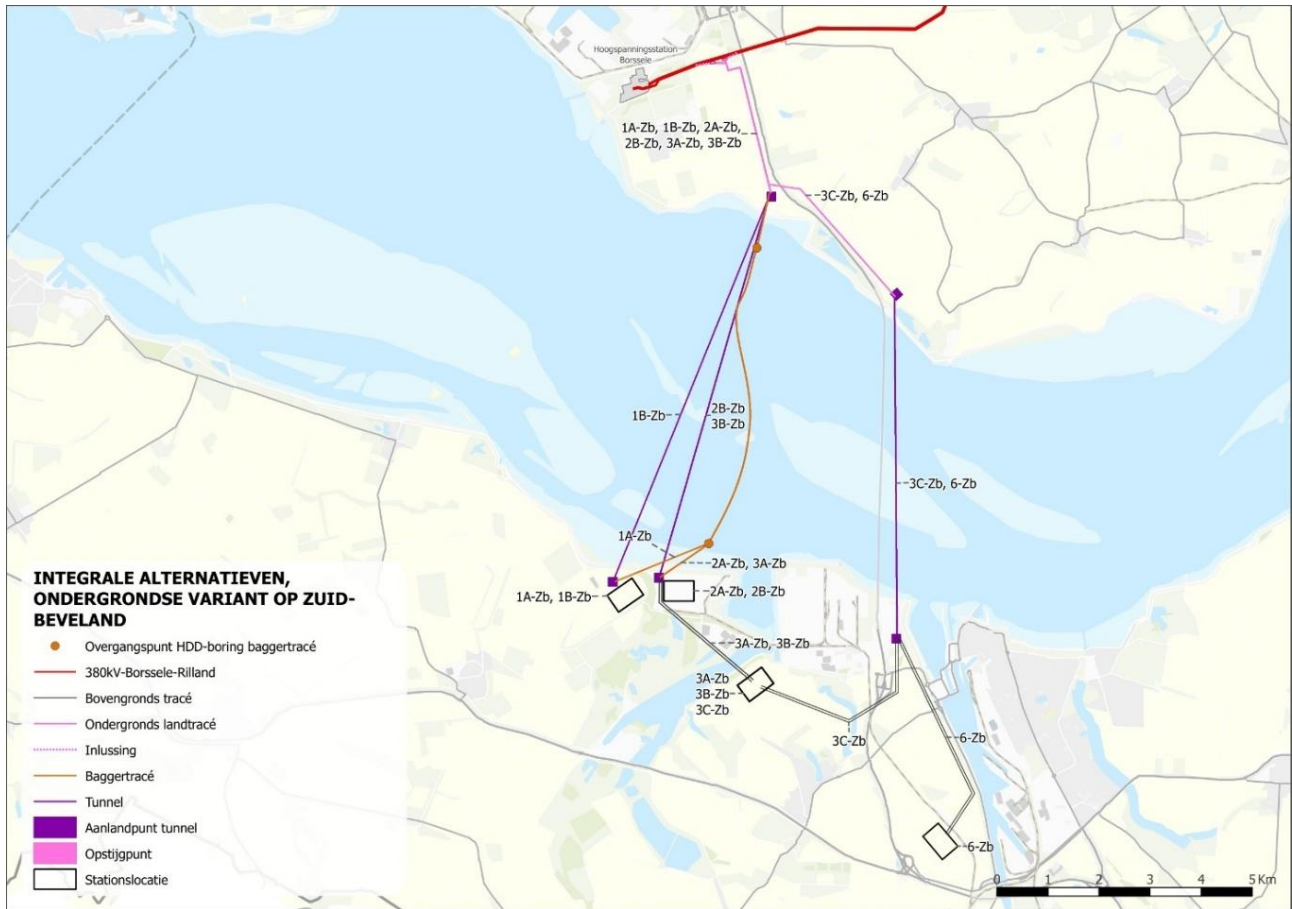 Hoogspanningsstation
Borssele
1A-Zb, 1B-Zb, 2A-Zb,
2B-Zb, 3A-Zb, 3B-Zb
3C-Zb, 6-Zb
1B-Zb
2B-Zb
3B-Zb
3C-Zb, 6-Zb
1A-Zb
2A-Zb, 3A-Zb
1A-Zb, 1B-Zb
2A-Zb, 2B-Zb
3A-Zb, 3B-Zb
3A-Zb
3B-Zb
3C-Zb
3C-Zb
6-Zb
6-Zb
INTEGRALE ALTERNATIEVEN,
ONDERGRONDSE VARIANT OP ZUID-
BEVELAND
Overgangspunt HDD-boring baggertracé
380kV-Borssele-Rilland
Bovengronds tracé
Ondergronds landtracé
Inlussing
Baggertracé
Tunnel
Aanlandpunt tunnel
Opstijgpunt
Stationslocatie
0 1 2 3 4 5 Km